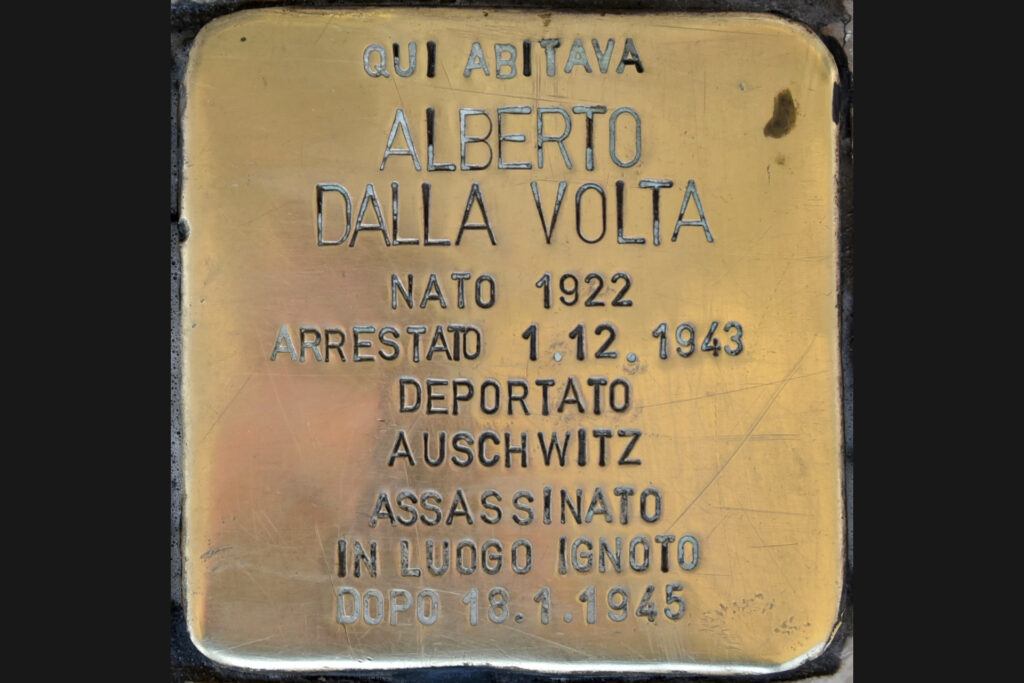 QUI ABITAVA
ALBERTO
DALLA VOLTA
NATO 1922
ARRESTATO 1.12.1943
DEPORTATO
AUSCHWITZ
ASSASSINATO
IN LUOGO IGNOTO
DOPO 18.1.1945